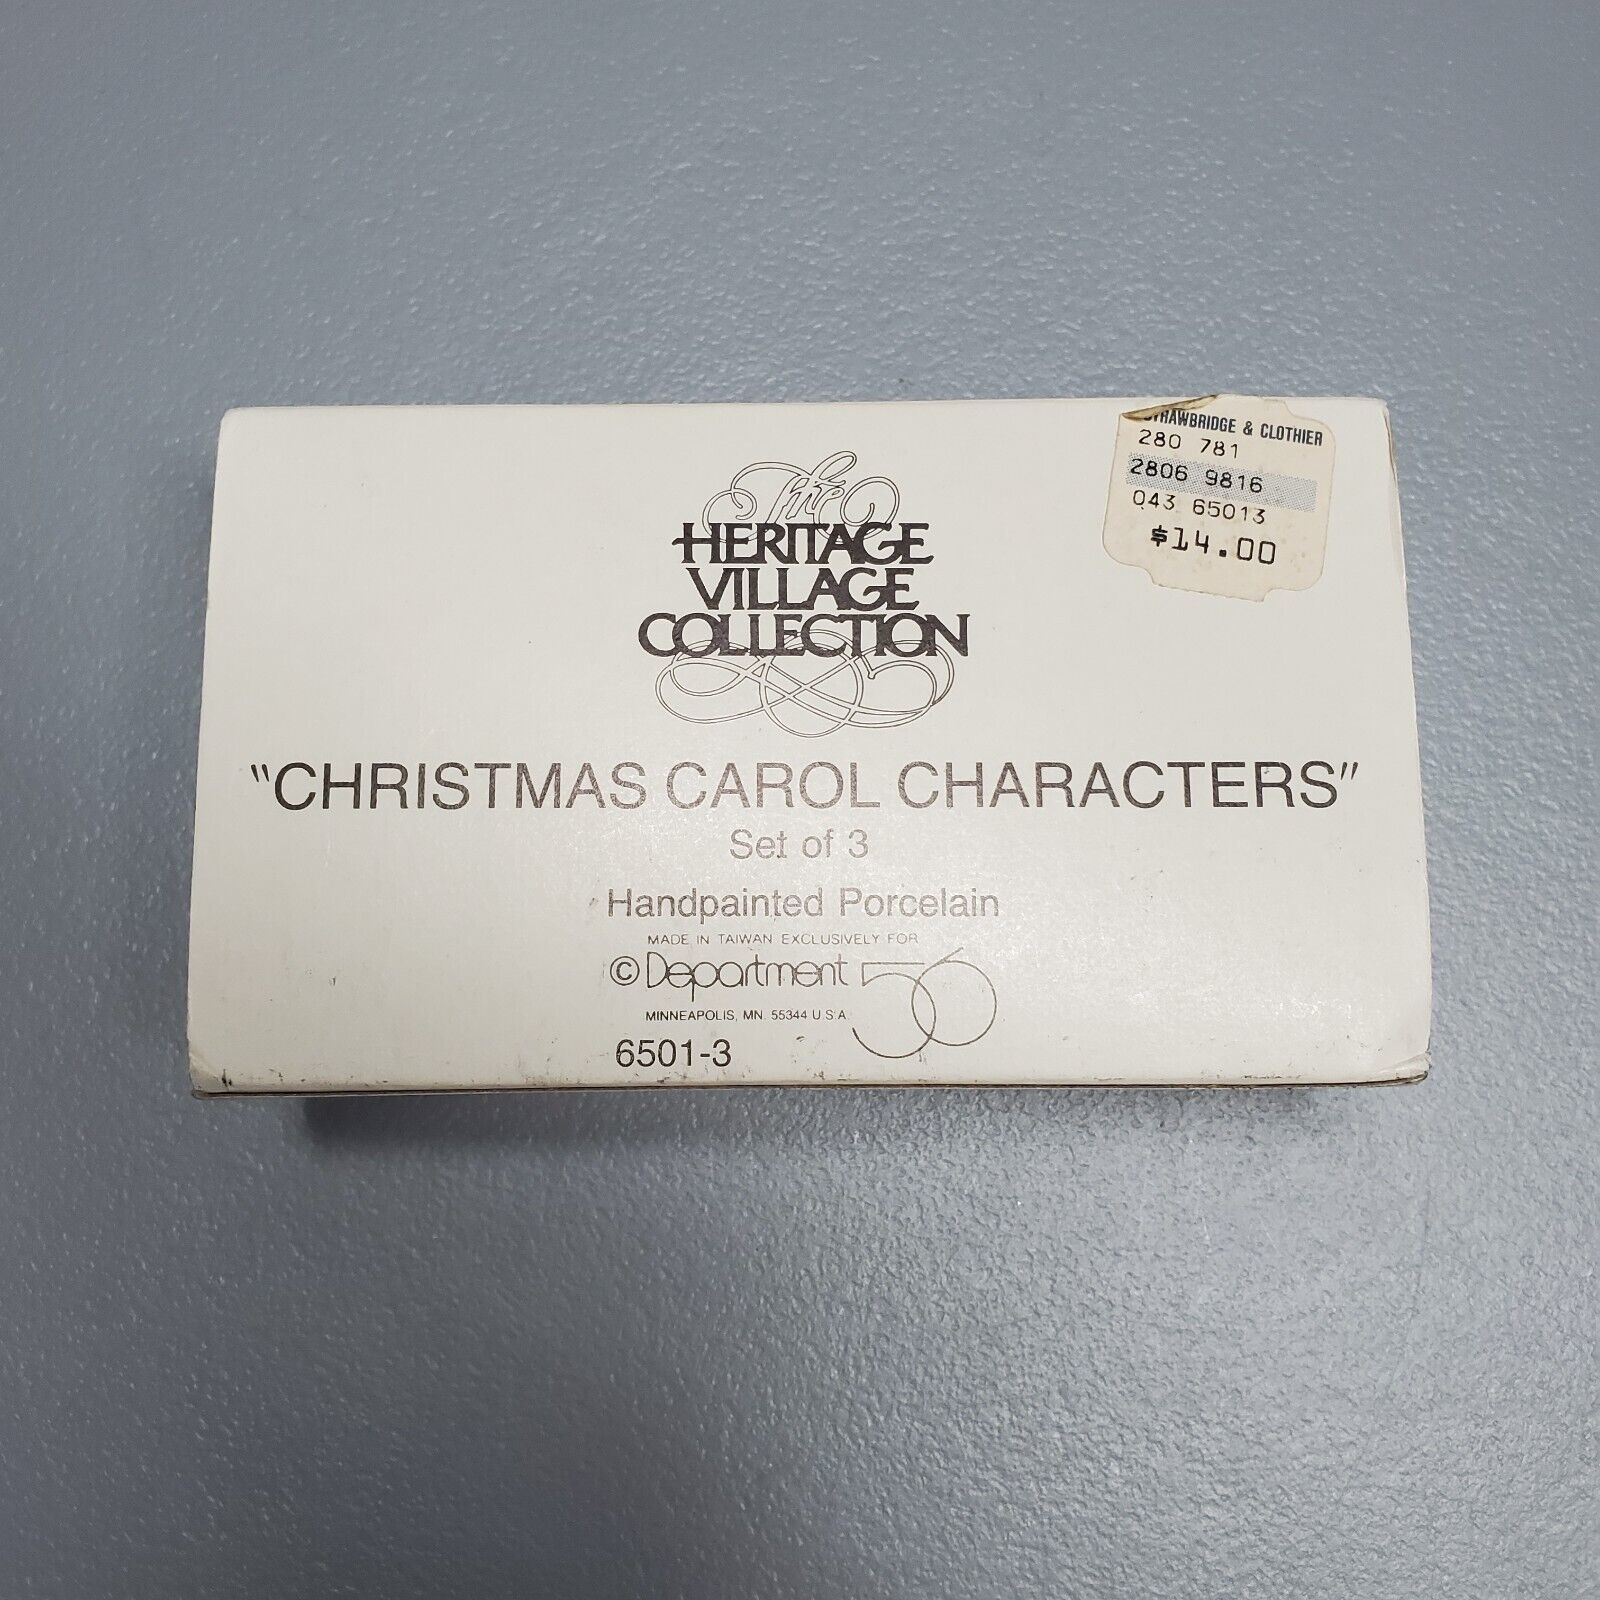 STRAWBRIDGE & CLOTHIER
280 781
2806 9816
043 65013
$14.00
The
HERITAGE
VILLAGE
COLLECTION
"CHRISTMAS CAROL CHARACTERS"
Set of 3
Handpainted Porcelain
MADE IN TAIWAN EXCLUSIVELY FOR
© Department 56
MINNEAPOLIS, MN. 55344 U.S.A.
6501-3